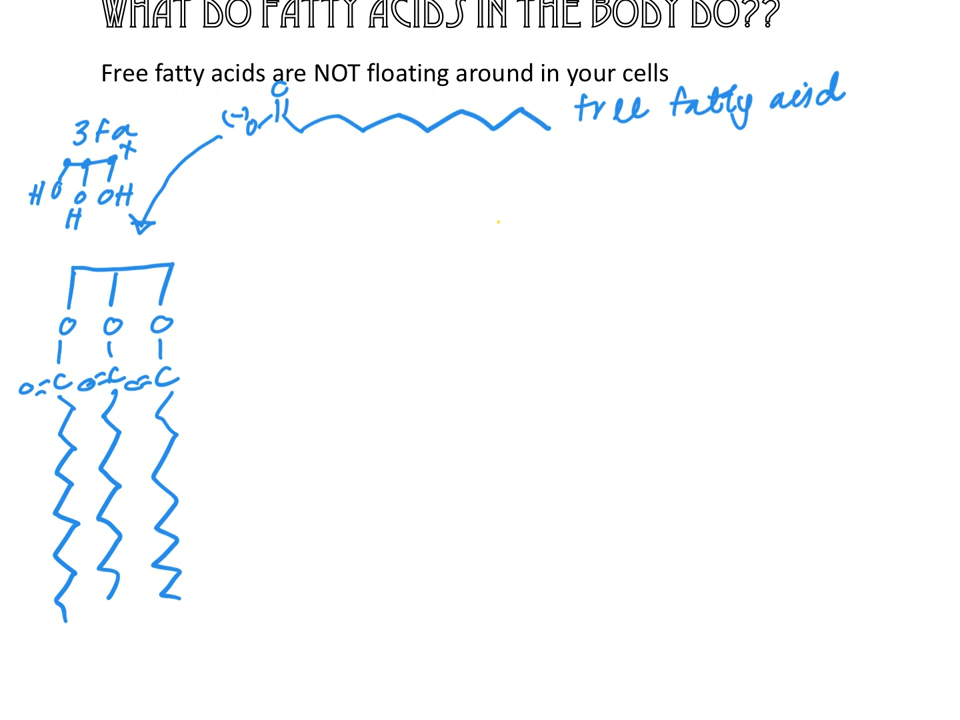 WHAT DO FATTY ACIDS IN THE BODY DO??
Free fatty acids are NOT floating around in your cells
O
(-)O
free fatty acid
3 Fa
+
HO O OH
H
O O O
O=C O=C O=C